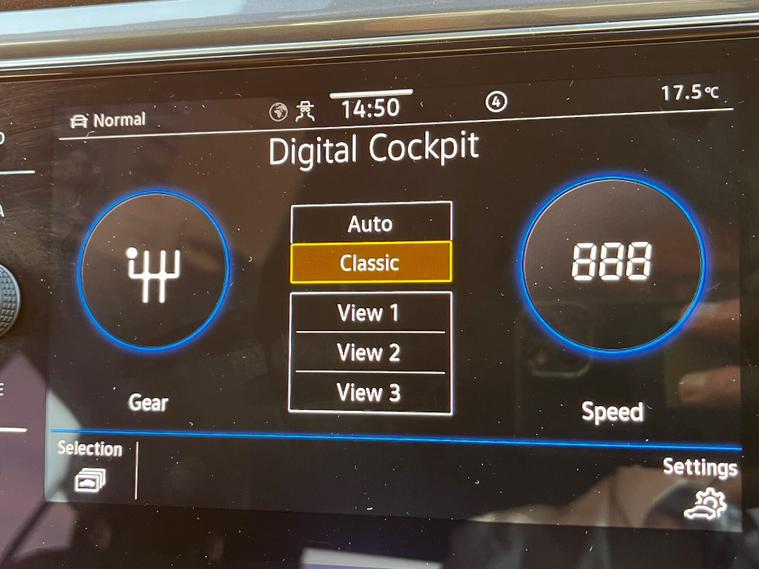 Normal
14:50
4
17.5°C
Digital Cockpit
Auto
Classic
View 1
View 2
View 3
888
Gear
Speed
Selection
Settings